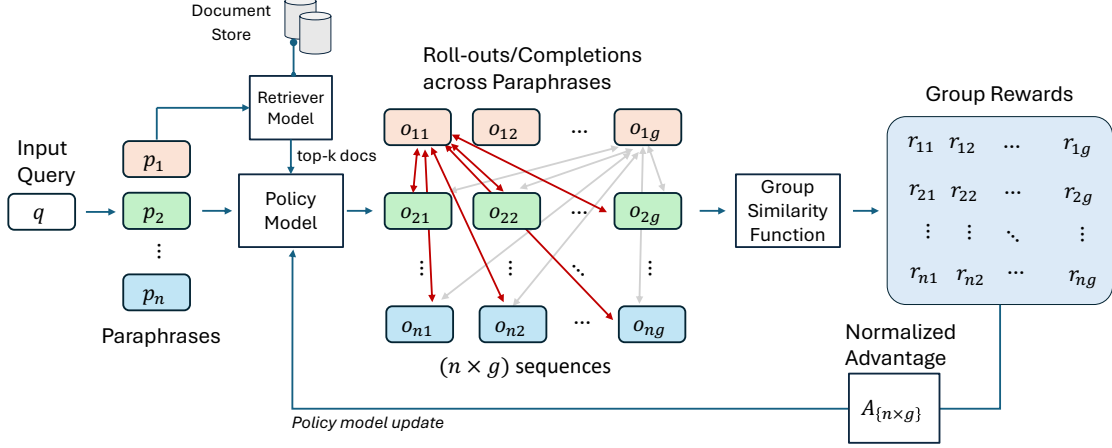 Document
Store
Roll-outs/Completions
across Paraphrases
Group Rewards
Retriever
Model
top-k docs
Input
Query
q
p₁
p₂
⋮
pₙ
Paraphrases
Policy
Model
o₁₁ o₁₂ ... o₁g
o₂₁ o₂₂ ... o₂g
⋮ ⋮ ⋱ ⋮
oₙ₁ oₙ₂ ... oₙg
(n × g) sequences
Group
Similarity
Function
r₁₁ r₁₂ ... r₁g
r₂₁ r₂₂ ... r₂g
⋮ ⋮ ⋱ ⋮
rₙ₁ rₙ₂ ... rₙg
Normalized
Advantage
A_{n×g}
Policy model update